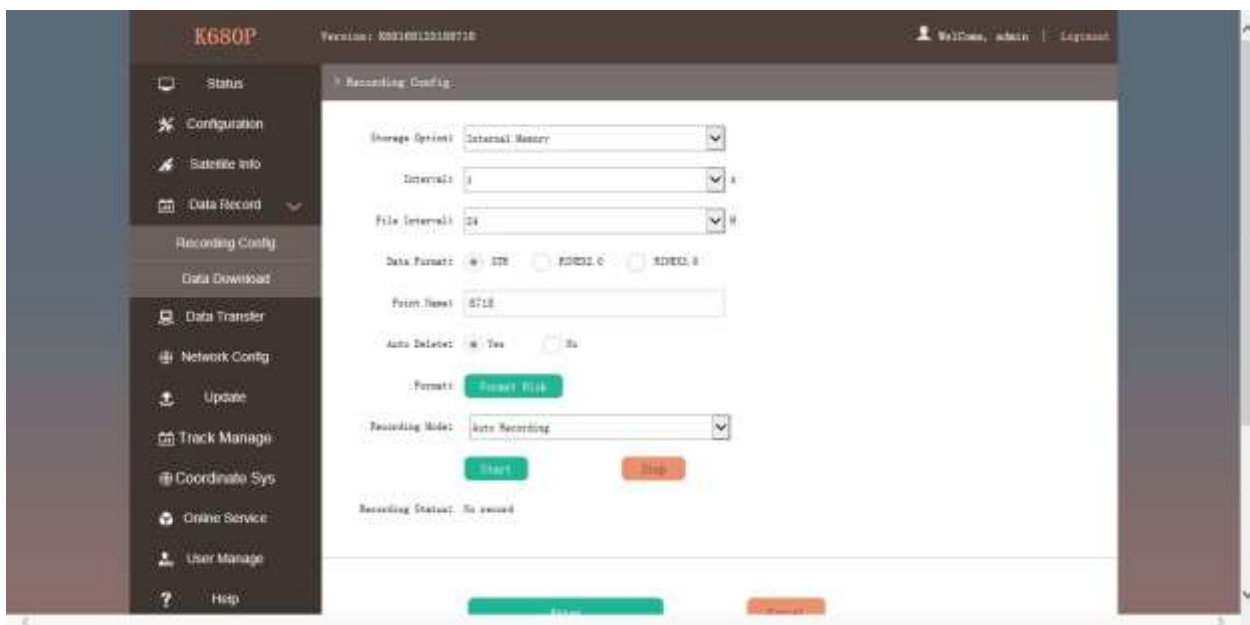 K680P
Welcome, admin | Logtout
Status
Configuration
Satellite Info
Data Record
Recording Config
Data Download
Data Transfer
Network Config
Update
Track Manage
Coordinate Sys
Online Service
User Manage
Help
> Recording Config
Storage Option: Internal Memory
Interval: s
File Interval: 24 H
Data Format: STH RINEX2.0 RINEX3.0
Point Name: 8718
Auto Delete: Yes No
Format: Format Disk
Recording Mode: Auto Recording
Start Stop
Recording Status: No record
Enter Cancel